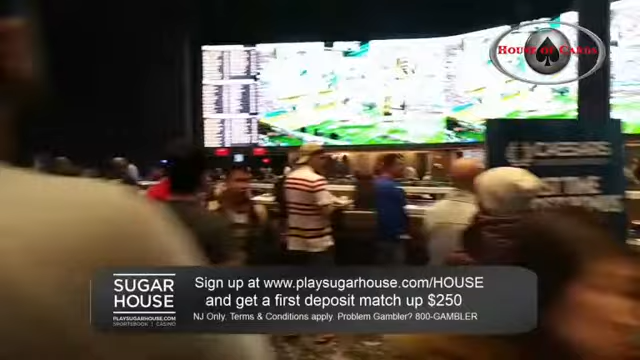 HOUSE OF CARDS
SUGAR
HOUSE
PLAYSUGARHOUSE.COM
SPORTSBOOK | CASINO
Sign up at www.playsugarhouse.com/HOUSE
and get a first deposit match up $250
NJ Only. Terms & Conditions apply. Problem Gambler? 800-GAMBLER